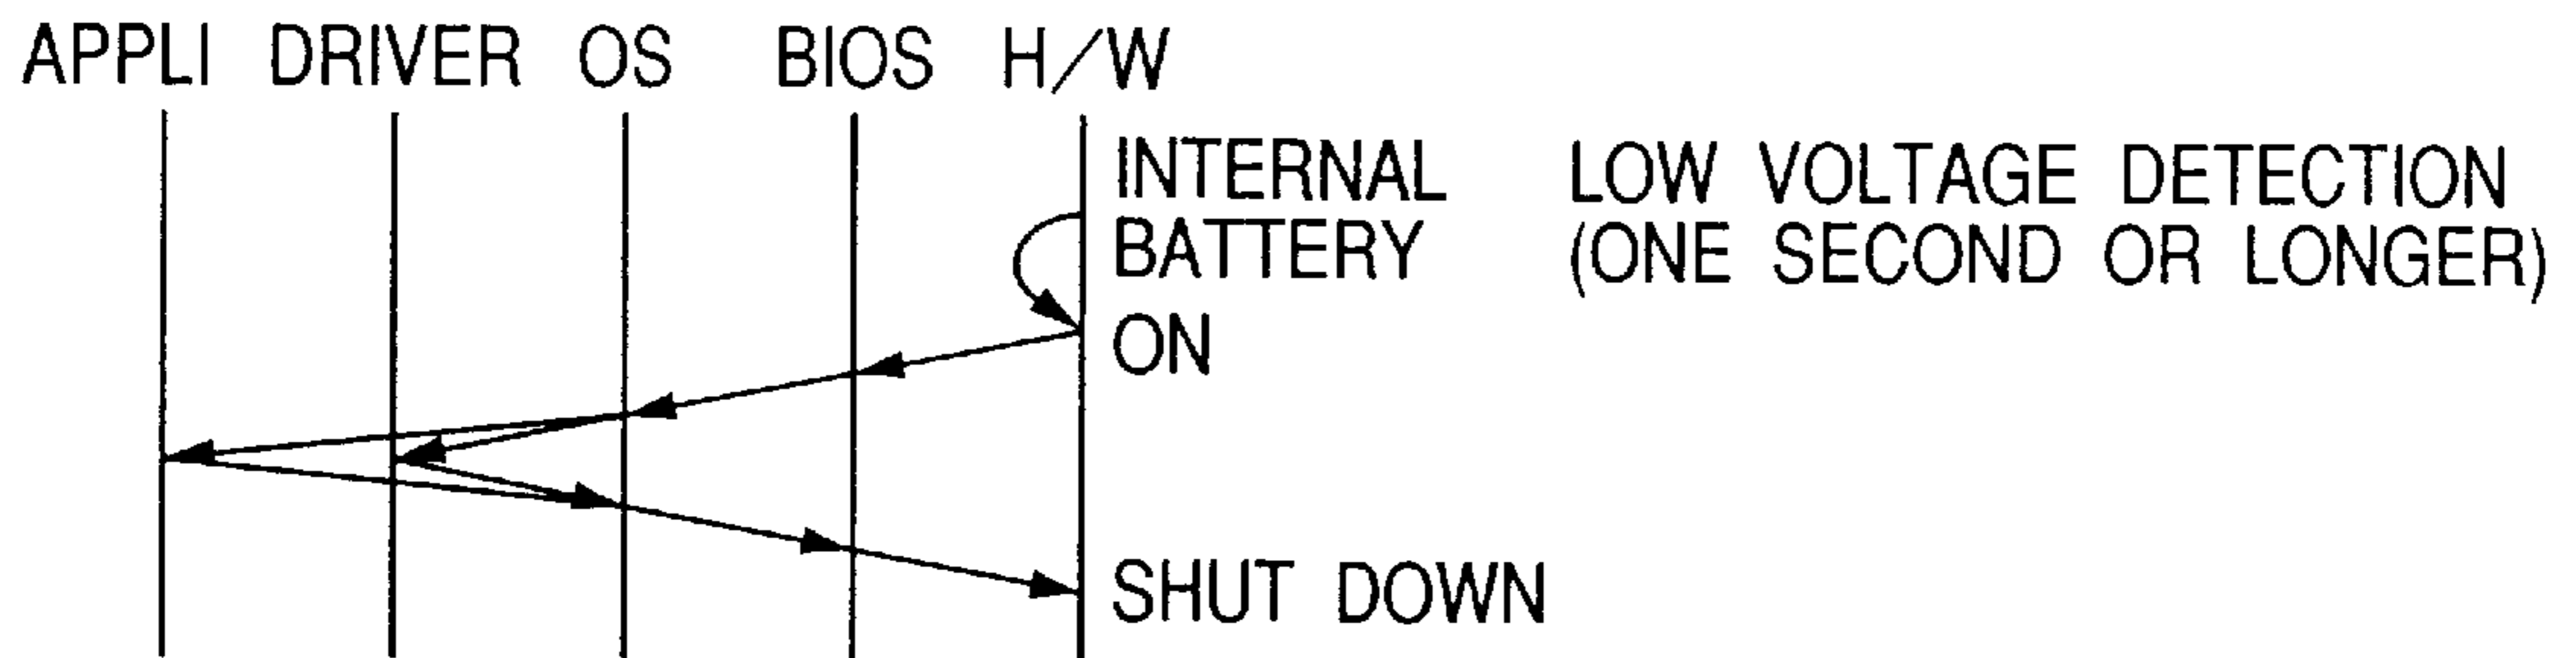 APPLI DRIVER OS BIOS H/W
INTERNAL LOW VOLTAGE DETECTION
BATTERY (ONE SECOND OR LONGER)
ON
SHUT DOWN